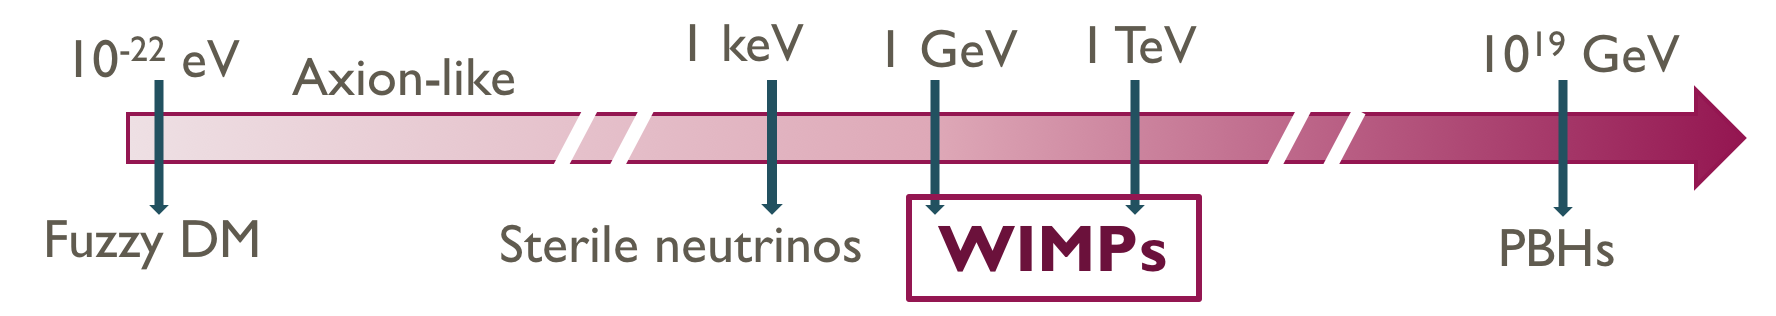 10⁻²² eV
Axion-like
1 keV
1 GeV
1 TeV
10¹⁹ GeV
Fuzzy DM
Sterile neutrinos
WIMPs
PBHs